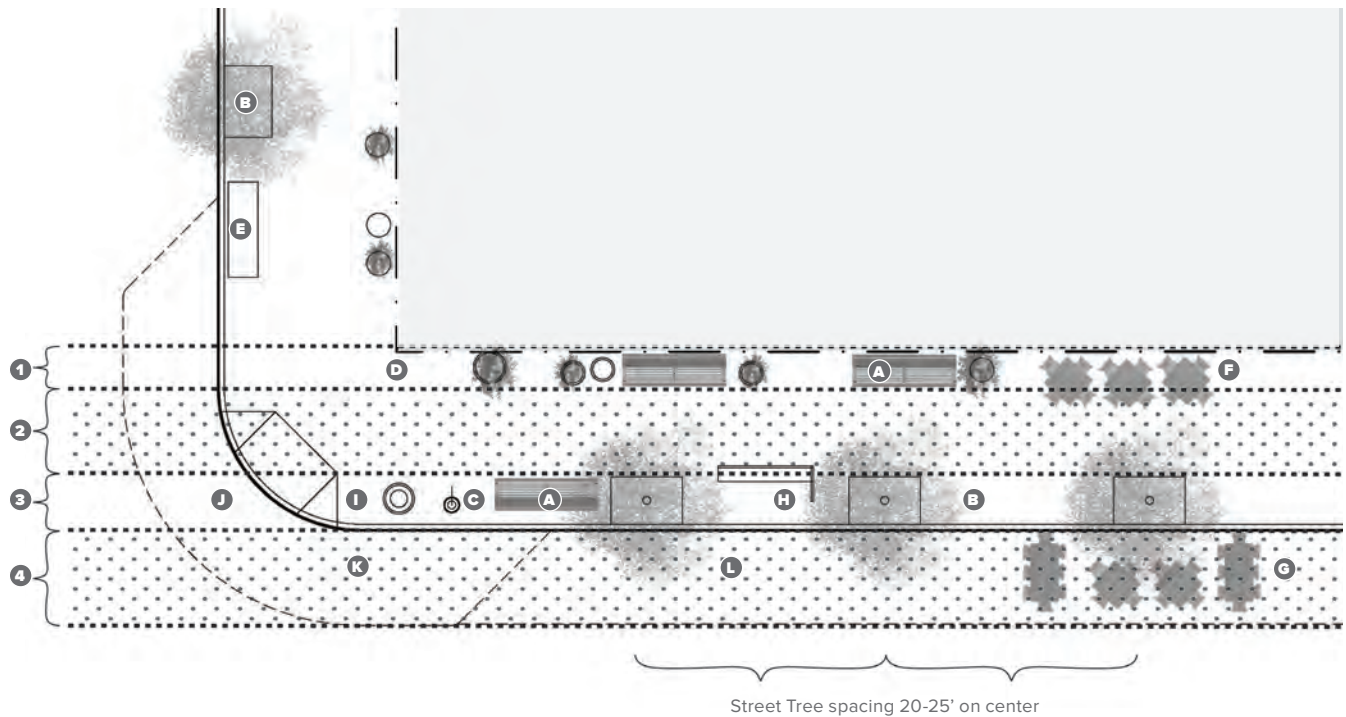 B
E
1
D
A
F
2
3
J
I
C
A
H
B
4
K
L
G
Street Tree spacing 20-25’ on center